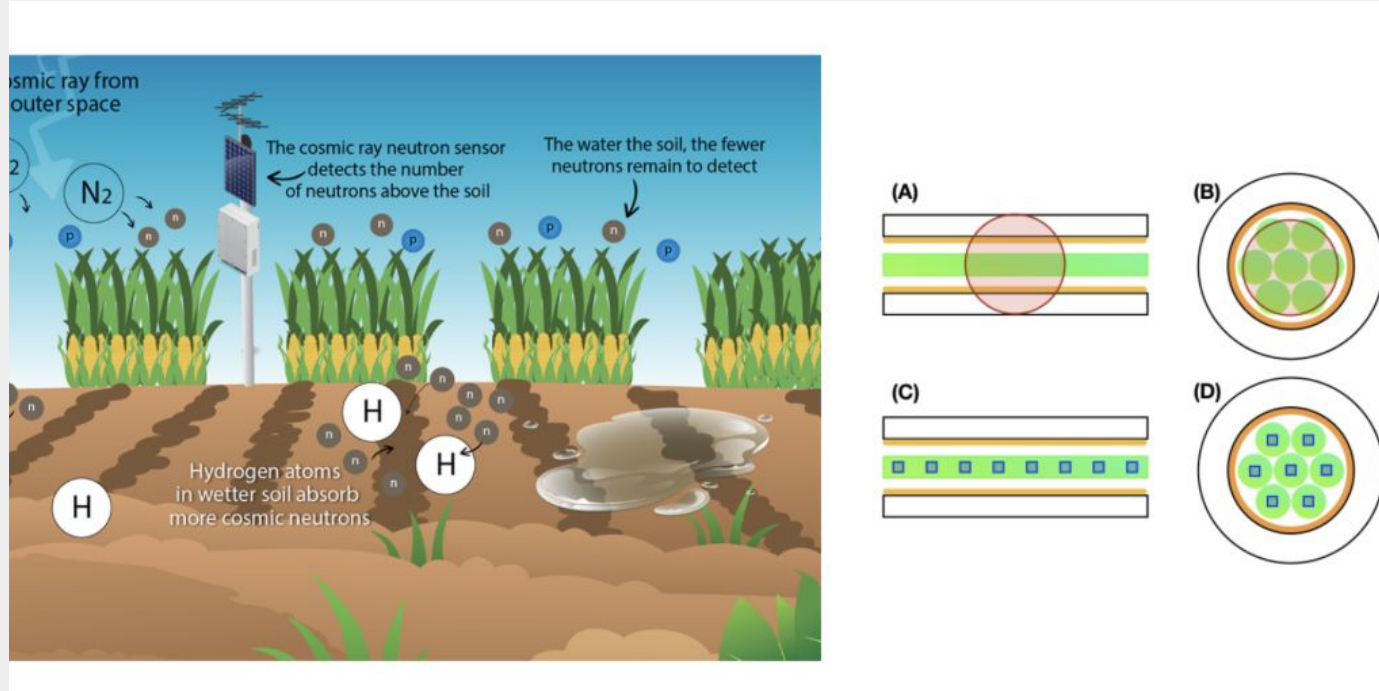 osmic ray from
outer space
2
N2
n
n
p
The cosmic ray neutron sensor
detects the number
of neutrons above the soil
The water the soil, the fewer
neutrons remain to detect
n
n
p
n
p
n
p
n
n
n
n
n
n
n
n
n
n
H
H
H
Hydrogen atoms
in wetter soil absorb
more cosmic neutrons
(A)
(B)
(C)
(D)